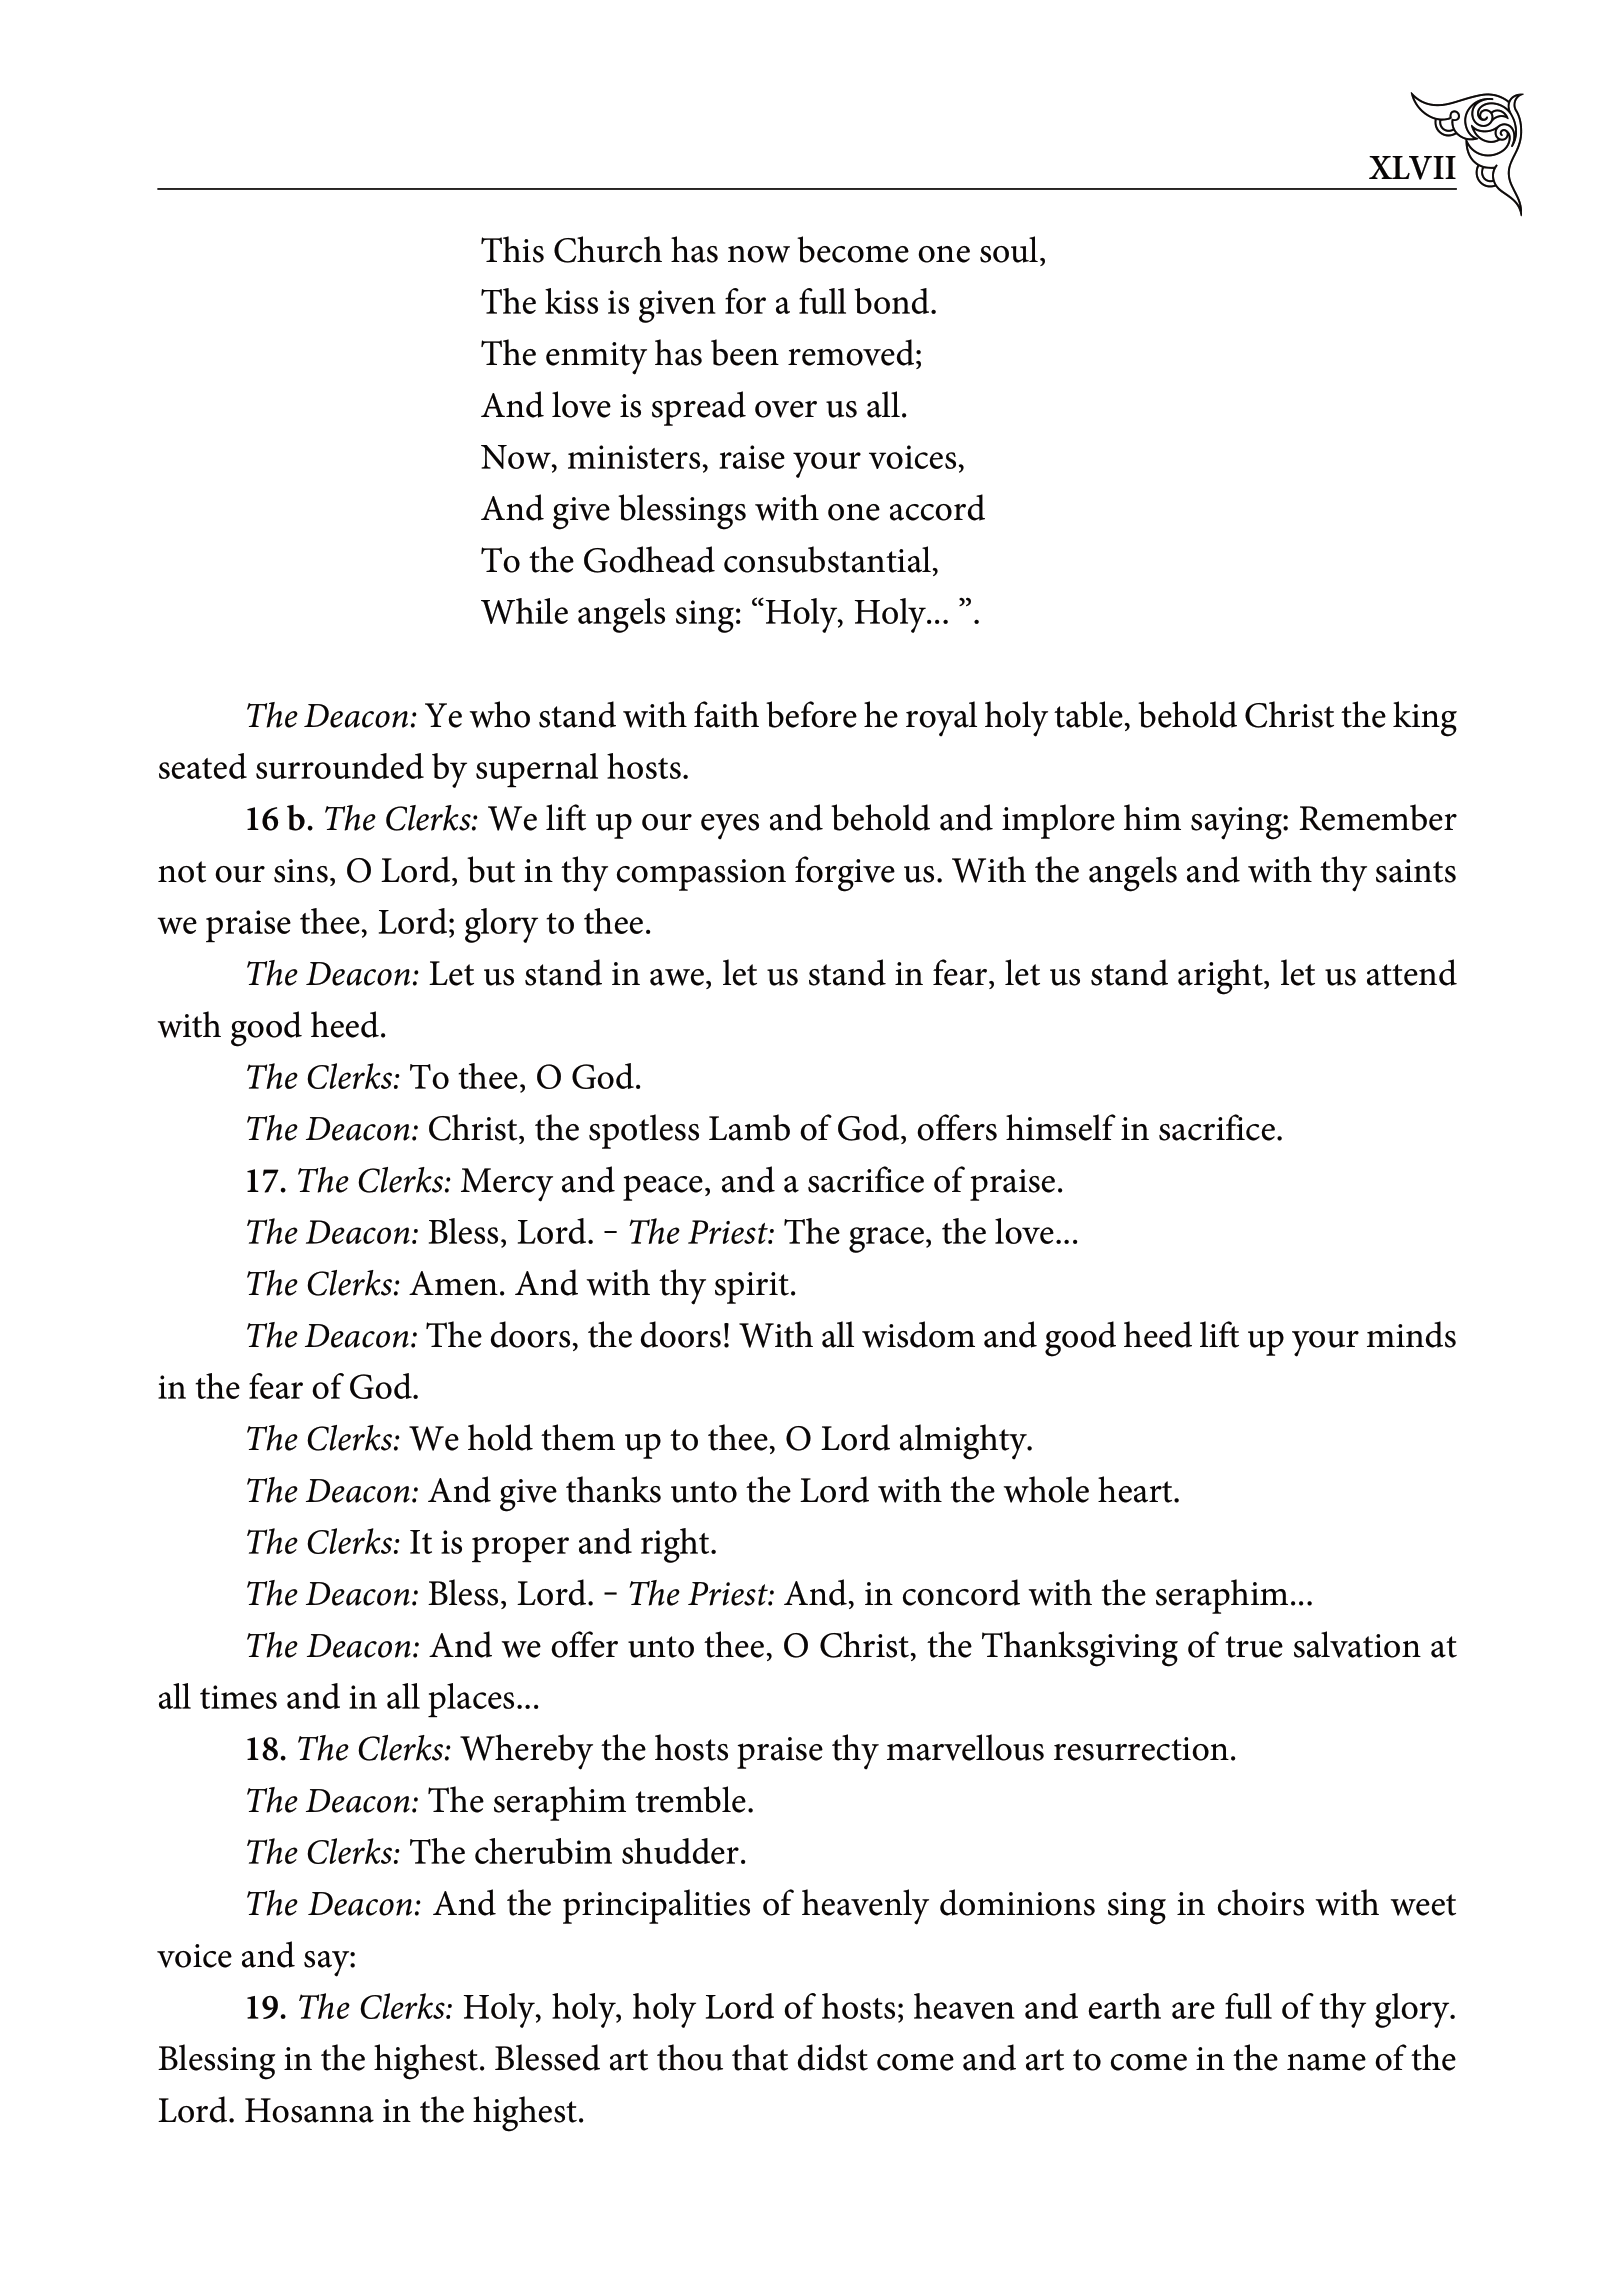 XLVII
This Church has now become one soul,
The kiss is given for a full bond.
The enmity has been removed;
And love is spread over us all.
Now, ministers, raise your voices,
And give blessings with one accord
To the Godhead consubstantial,
While angels sing: “Holy, Holy... ”.
The Deacon: Ye who stand with faith before he royal holy table, behold Christ the king
seated surrounded by supernal hosts.
16 b. The Clerks: We lift up our eyes and behold and implore him saying: Remember
not our sins, O Lord, but in thy compassion forgive us. With the angels and with thy saints
we praise thee, Lord; glory to thee.
The Deacon: Let us stand in awe, let us stand in fear, let us stand aright, let us attend
with good heed.
The Clerks: To thee, O God.
The Deacon: Christ, the spotless Lamb of God, offers himself in sacrifice.
17. The Clerks: Mercy and peace, and a sacrifice of praise.
The Deacon: Bless, Lord. – The Priest: The grace, the love...
The Clerks: Amen. And with thy spirit.
The Deacon: The doors, the doors! With all wisdom and good heed lift up your minds
in the fear of God.
The Clerks: We hold them up to thee, O Lord almighty.
The Deacon: And give thanks unto the Lord with the whole heart.
The Clerks: It is proper and right.
The Deacon: Bless, Lord. – The Priest: And, in concord with the seraphim...
The Deacon: And we offer unto thee, O Christ, the Thanksgiving of true salvation at
all times and in all places...
18. The Clerks: Whereby the hosts praise thy marvellous resurrection.
The Deacon: The seraphim tremble.
The Clerks: The cherubim shudder.
The Deacon: And the principalities of heavenly dominions sing in choirs with weet
voice and say:
19. The Clerks: Holy, holy, holy Lord of hosts; heaven and earth are full of thy glory.
Blessing in the highest. Blessed art thou that didst come and art to come in the name of the
Lord. Hosanna in the highest.